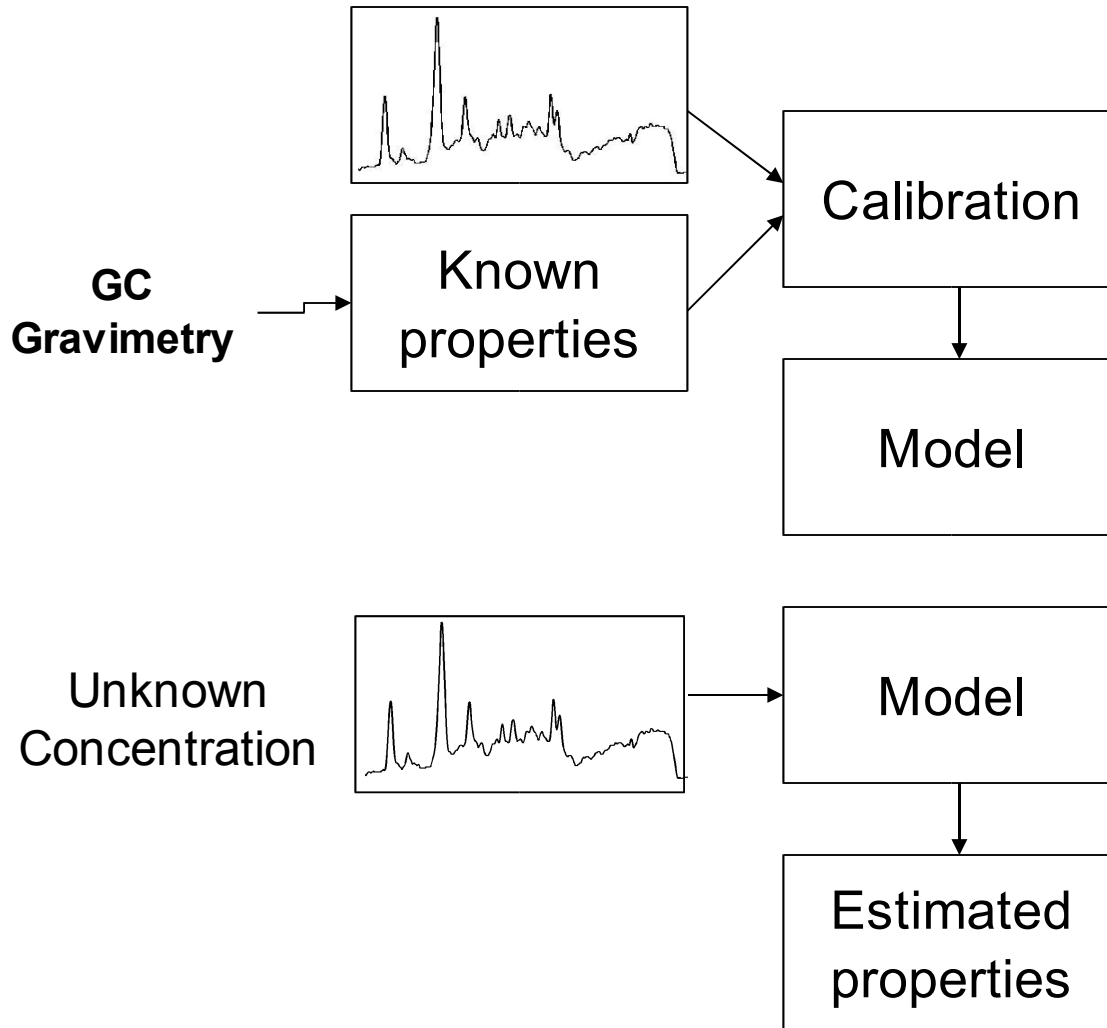 Calibration
Known
properties
GC
Gravimetry
Model
Unknown
Concentration
Model
Estimated
properties